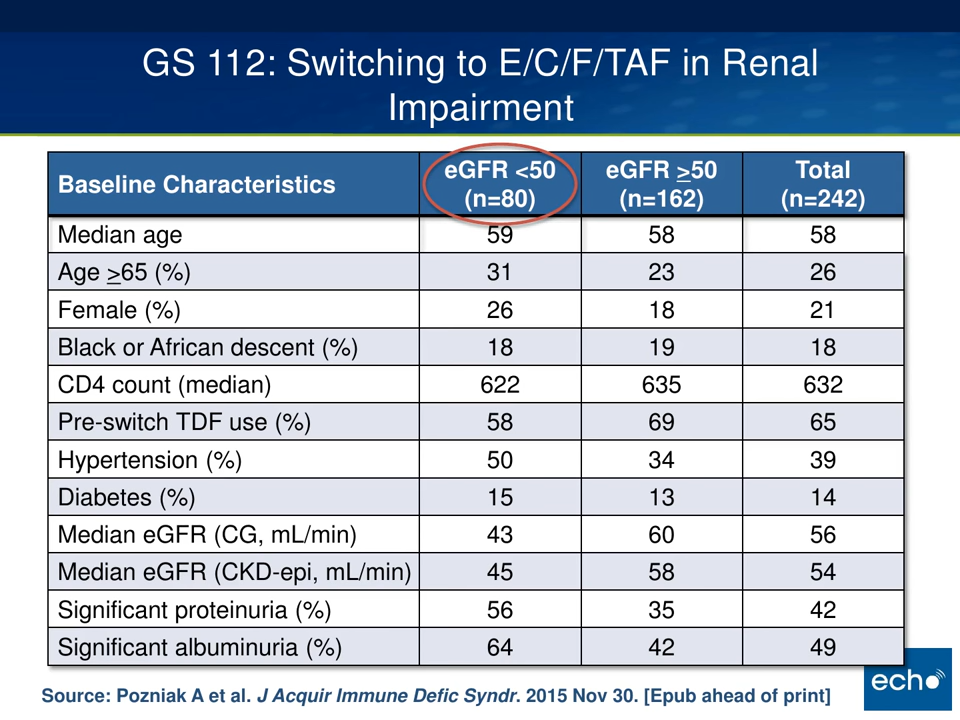 GS 112: Switching to E/C/F/TAF in Renal
Impairment
Baseline Characteristics eGFR <50 (n=80) eGFR >50 (n=162) Total (n=242)
Median age 59 58 58
Age >65 (%) 31 23 26
Female (%) 26 18 21
Black or African descent (%) 18 19 18
CD4 count (median) 622 635 632
Pre-switch TDF use (%) 58 69 65
Hypertension (%) 50 34 39
Diabetes (%) 15 13 14
Median eGFR (CG, mL/min) 43 60 56
Median eGFR (CKD-epi, mL/min) 45 58 54
Significant proteinuria (%) 56 35 42
Significant albuminuria (%) 64 42 49
Source: Pozniak A et al. J Acquir Immune Defic Syndr. 2015 Nov 30. [Epub ahead of print]
echo